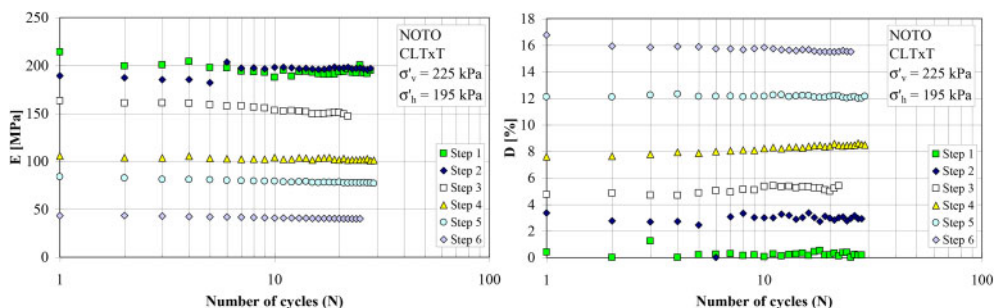 250
200
150
100
50
0
E [MPa]
1
10
100
Number of cycles (N)
NOTO
CLTxT
σ'v = 225 kPa
σ'h = 195 kPa
Step 1
Step 2
Step 3
Step 4
Step 5
Step 6
18
16
14
12
10
8
6
4
2
0
D [%]
1
10
100
Number of cycles (N)
NOTO
CLTxT
σ'v = 225 kPa
σ'h = 195 kPa
Step 1
Step 2
Step 3
Step 4
Step 5
Step 6